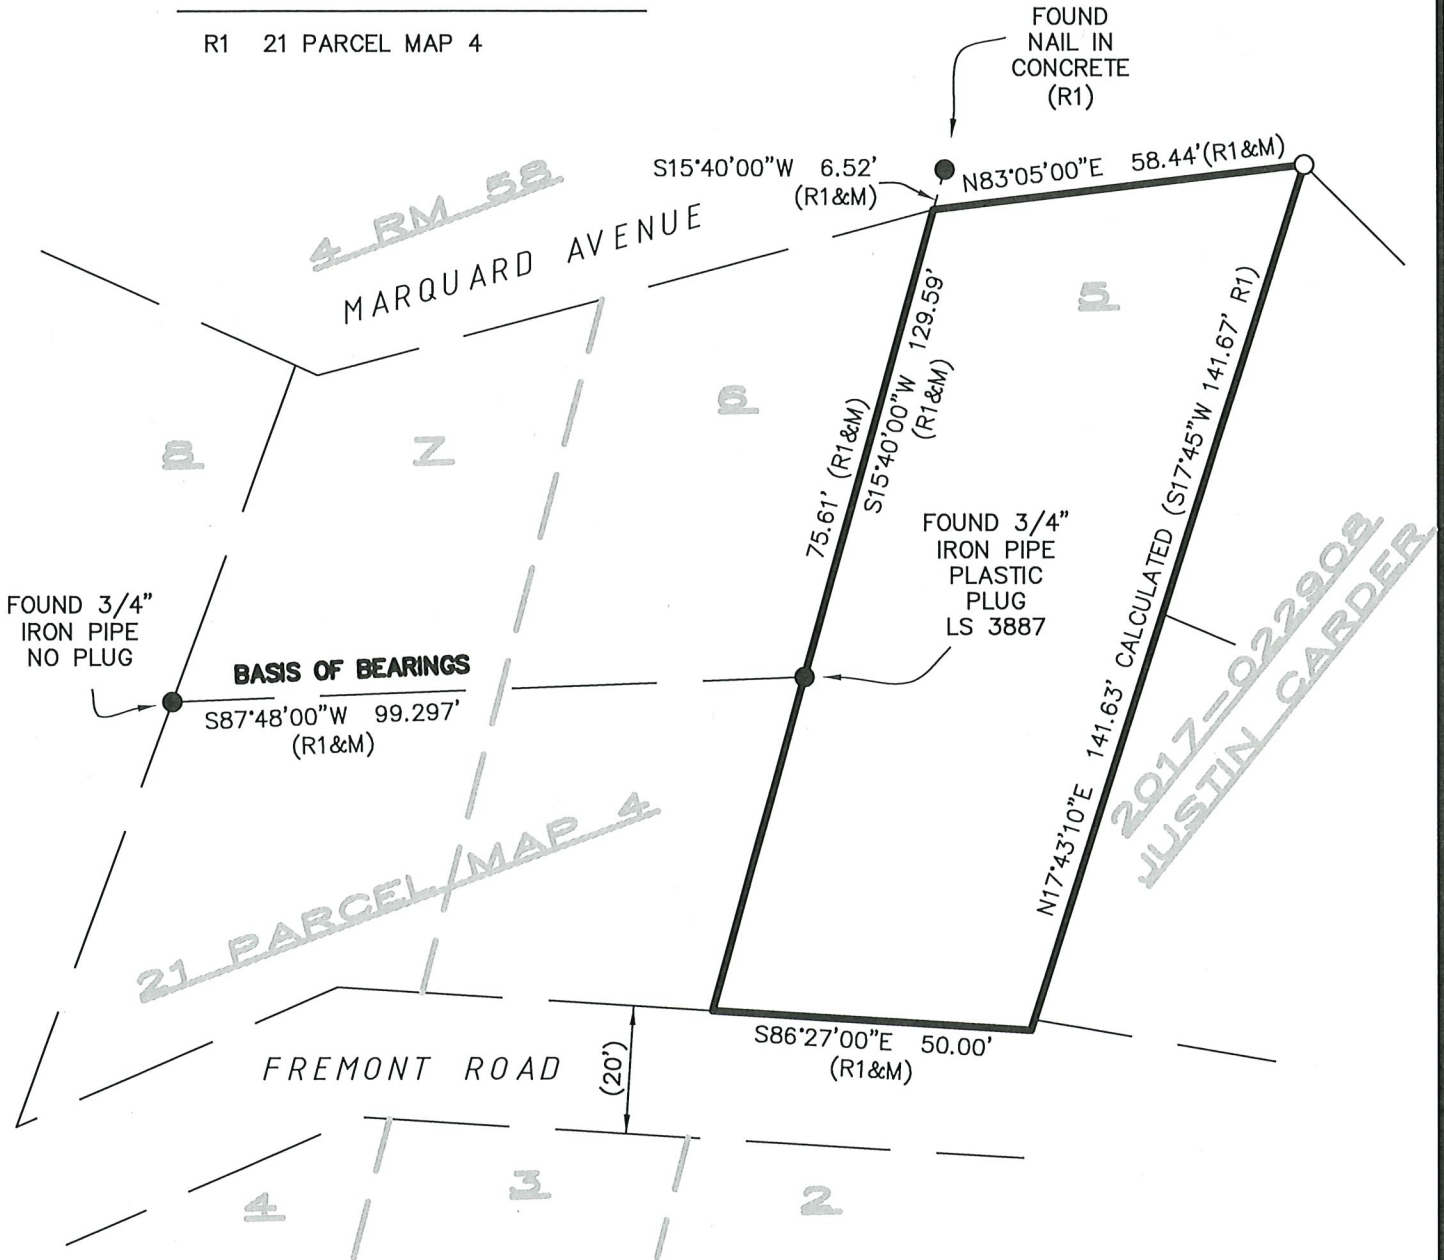 R1 21 PARCEL MAP 4
FOUND
NAIL IN
CONCRETE
(R1)
S15°40'00"W 6.52'
(R1&M)
N83°05'00"E 58.44'(R1&M)
4 RM 58
MARQUARD AVENUE
5
6
7
8
S15°40'00"W 129.59'
(R1&M)
75.61' (R1&M)
N17°43'10"E 141.63' CALCULATED (S17°45"W 141.67' R1)
FOUND 3/4"
IRON PIPE
PLASTIC
PLUG
LS 3887
FOUND 3/4"
IRON PIPE
NO PLUG
BASIS OF BEARINGS
S87°48'00"W 99.297'
(R1&M)
2017-022908
JUSTIN CARDER
21 PARCEL MAP 4
S86°27'00"E 50.00'
(R1&M)
FREMONT ROAD
(20')
4
3
2